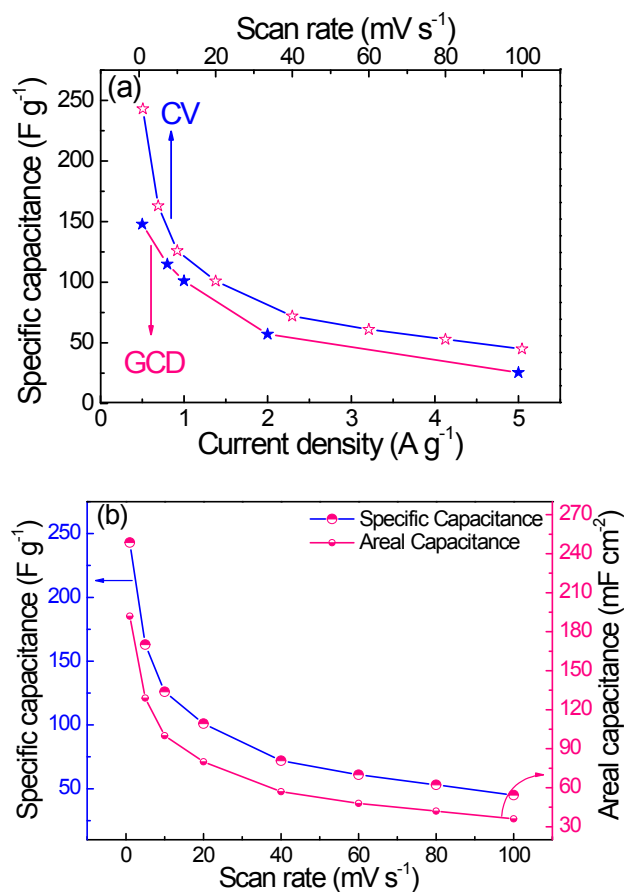 Scan rate (mV s⁻¹)
0 20 40 60 80 100
(a)
CV
GCD
250
200
150
100
50
0
Specific capacitance (F g⁻¹)
0 1 2 3 4 5
Current density (A g⁻¹)
(b)
Specific Capacitance
Areal Capacitance
250
200
150
100
50
Specific capacitance (F g⁻¹)
270
240
210
180
150
120
90
60
30
Areal capacitance (mF cm⁻²)
0 20 40 60 80 100
Scan rate (mV s⁻¹)